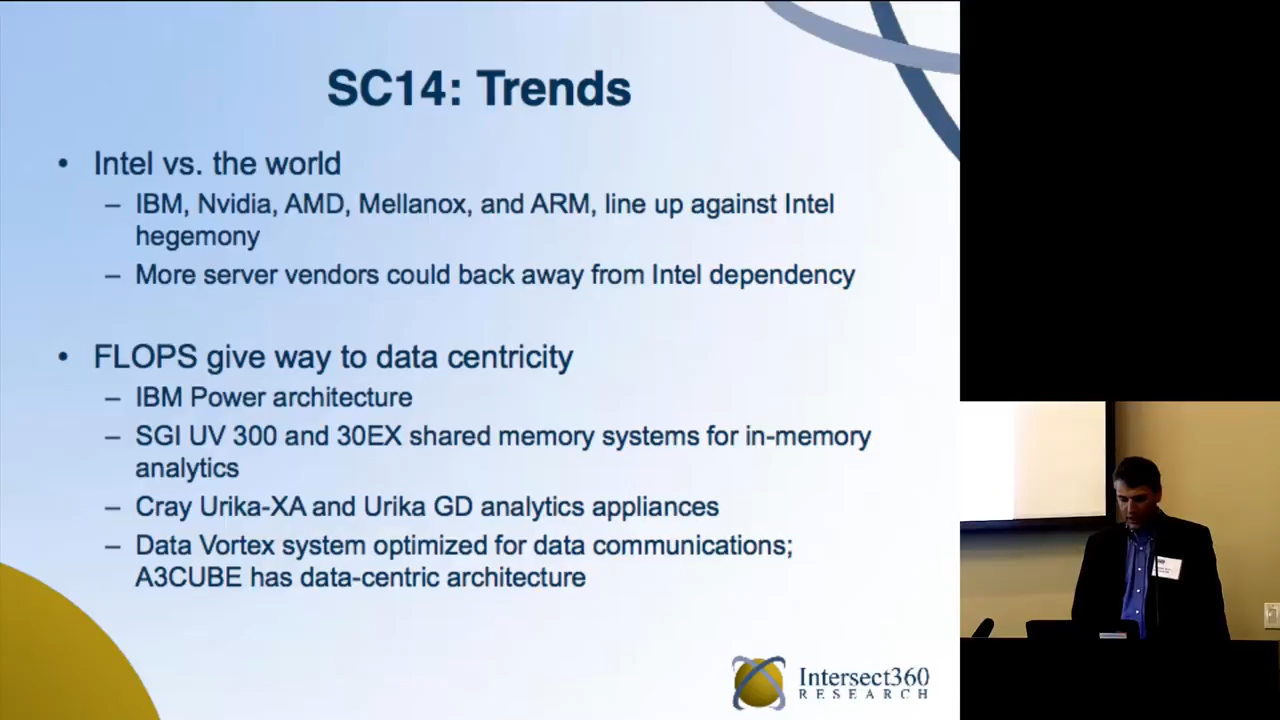 SC14: Trends
• Intel vs. the world
– IBM, Nvidia, AMD, Mellanox, and ARM, line up against Intel
hegemony
– More server vendors could back away from Intel dependency
• FLOPS give way to data centricity
– IBM Power architecture
– SGI UV 300 and 30EX shared memory systems for in-memory
analytics
– Cray Urika-XA and Urika GD analytics appliances
– Data Vortex system optimized for data communications;
A3CUBE has data-centric architecture
Intersect360
RESEARCH